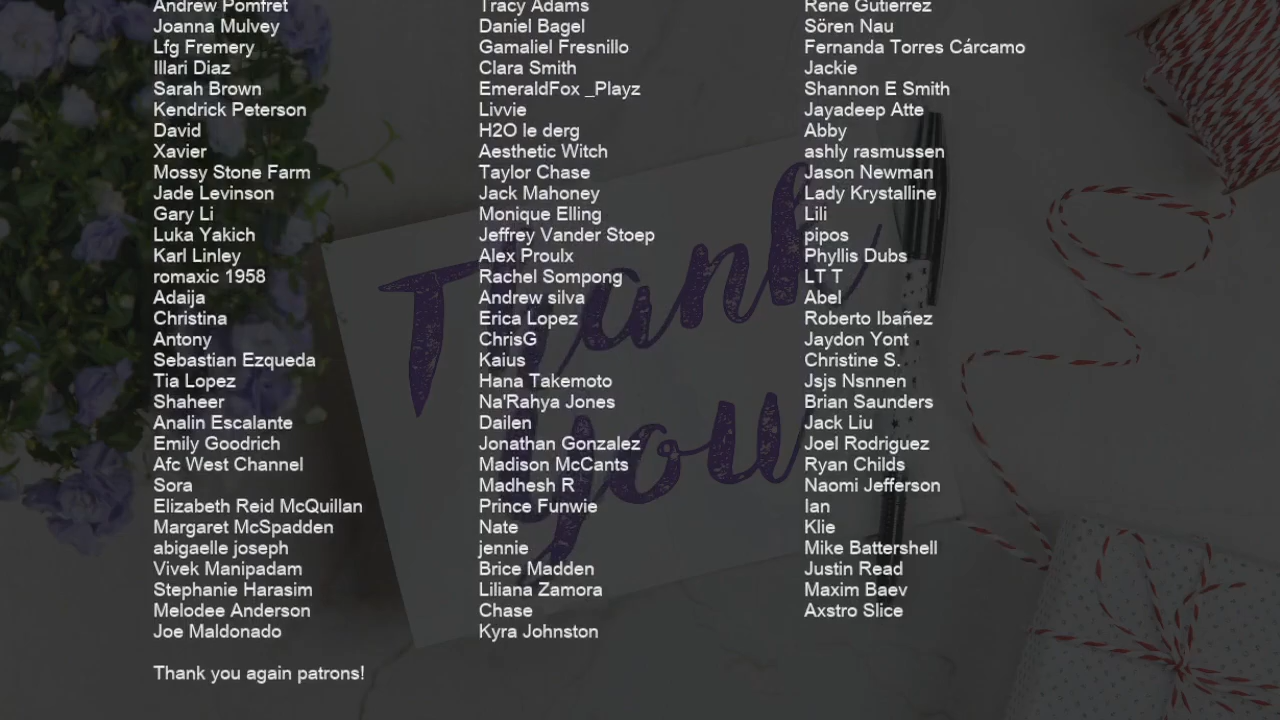 Andrew Pomfret
Joanna Mulvey
Lfg Fremery
Illari Diaz
Sarah Brown
Kendrick Peterson
David
Xavier
Mossy Stone Farm
Jade Levinson
Gary Li
Luka Yakich
Karl Linley
romaxic 1958
Adaija
Christina
Antony
Sebastian Ezqueda
Tia Lopez
Shaheer
Analin Escalante
Emily Goodrich
Afc West Channel
Sora
Elizabeth Reid McQuillan
Margaret McSpadden
abigaelle joseph
Vivek Manipadam
Stephanie Harasim
Melodee Anderson
Joe Maldonado
Tracy Adams
Daniel Bagel
Gamaliel Fresnillo
Clara Smith
EmeraldFox _Playz
Livvie
H2O le derg
Aesthetic Witch
Taylor Chase
Jack Mahoney
Monique Elling
Jeffrey Vander Stoep
Alex Proulx
Rachel Sompong
Andrew silva
Erica Lopez
ChrisG
Kaius
Hana Takemoto
Na'Rahya Jones
Dailen
Jonathan Gonzalez
Madison McCants
Madhesh R
Prince Funwie
Nate
jennie
Brice Madden
Liliana Zamora
Chase
Kyra Johnston
Rene Gutierrez
Sören Nau
Fernanda Torres Cárcamo
Jackie
Shannon E Smith
Jayadeep Atte
Abby
ashly rasmussen
Jason Newman
Lady Krystalline
Lili
pipos
Phyllis Dubs
LT T
Abel
Roberto Ibañez
Jaydon Yont
Christine S.
Jsjs Nsnnen
Brian Saunders
Jack Liu
Joel Rodriguez
Ryan Childs
Naomi Jefferson
Ian
Klie
Mike Battershell
Justin Read
Maxim Baev
Axstro Slice
Thank you again patrons!
Thank
you